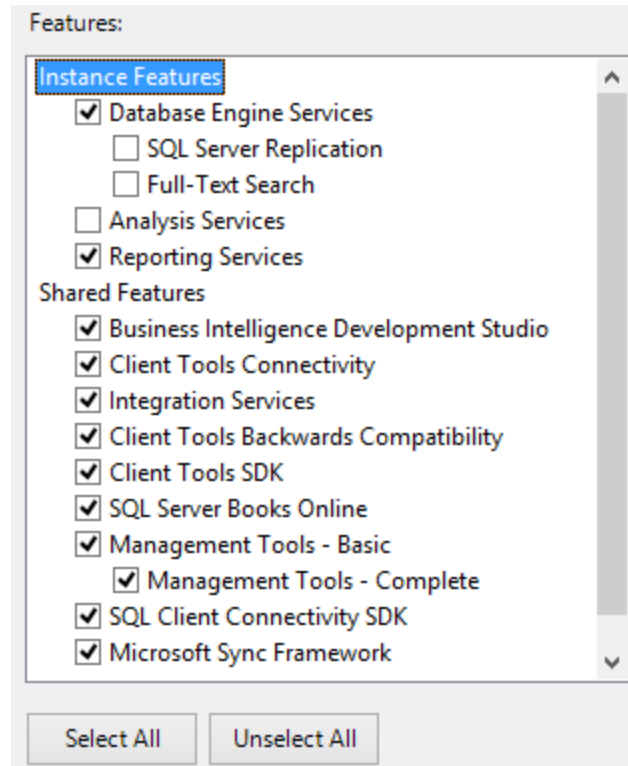 Features:
Instance Features
Database Engine Services
SQL Server Replication
Full-Text Search
Analysis Services
Reporting Services
Shared Features
Business Intelligence Development Studio
Client Tools Connectivity
Integration Services
Client Tools Backwards Compatibility
Client Tools SDK
SQL Server Books Online
Management Tools - Basic
Management Tools - Complete
SQL Client Connectivity SDK
Microsoft Sync Framework
Select All Unselect All